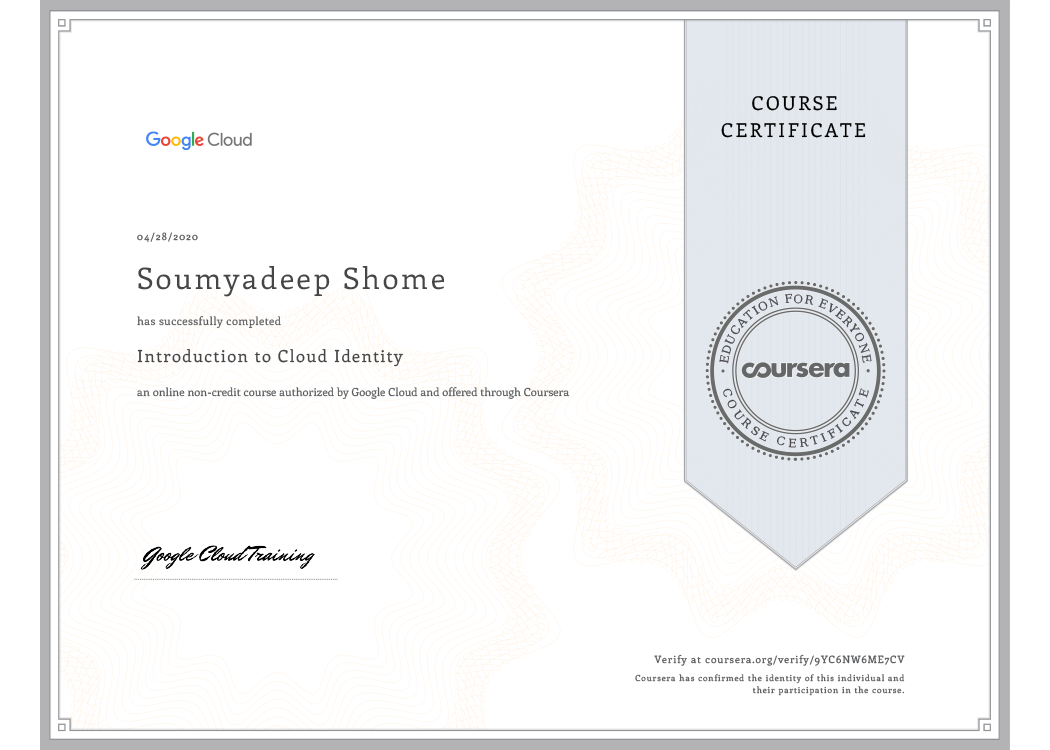 COURSE
CERTIFICATE
Google Cloud
04/28/2020
Soumyadeep Shome
has successfully completed
Introduction to Cloud Identity
an online non-credit course authorized by Google Cloud and offered through Coursera
EDUCATION FOR EVERYONE
coursera
COURSE CERTIFICATE
Google Cloud Training
Verify at coursera.org/verify/9YC6NW6ME7CV
Coursera has confirmed the identity of this individual and
their participation in the course.